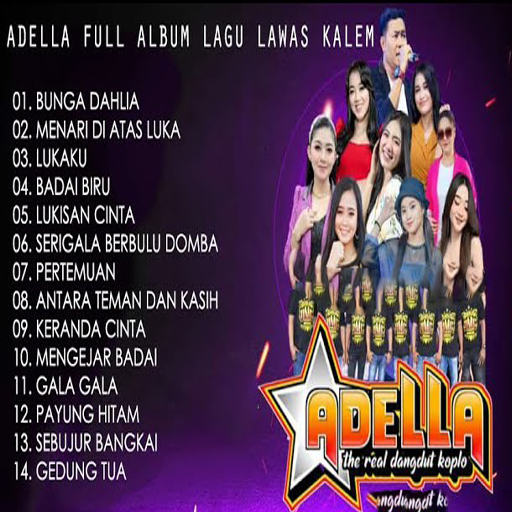 ADELLA FULL ALBUM LAGU LAWAS KALEM
01. BUNGA DAHLIA
02. MENARI DI ATAS LUKA
03. LUKAKU
04. BADAI BIRU
05. LUKISAN CINTA
06. SERIGALA BERBULU DOMBA
07. PERTEMUAN
08. ANTARA TEMAN DAN KASIH
09. KERANDA CINTA
10. MENGEJAR BADAI
11. GALA GALA
12. PAYUNG HITAM
13. SEBUJUR BANGKAI
14. GEDUNG TUA
ADELLA
the real dangdut koplo